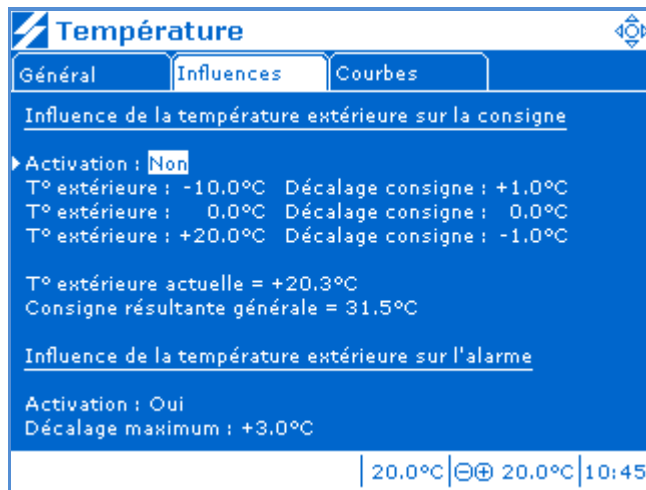 Température
Général Influences Courbes
Influence de la température extérieure sur la consigne
Activation : Non
T° extérieure : -10.0°C Décalage consigne : +1.0°C
T° extérieure : 0.0°C Décalage consigne : 0.0°C
T° extérieure : +20.0°C Décalage consigne : -1.0°C
T° extérieure actuelle = +20.3°C
Consigne résultante générale = 31.5°C
Influence de la température extérieure sur l'alarme
Activation : Oui
Décalage maximum : +3.0°C
20.0°C ⊖⊕ 20.0°C 10:45